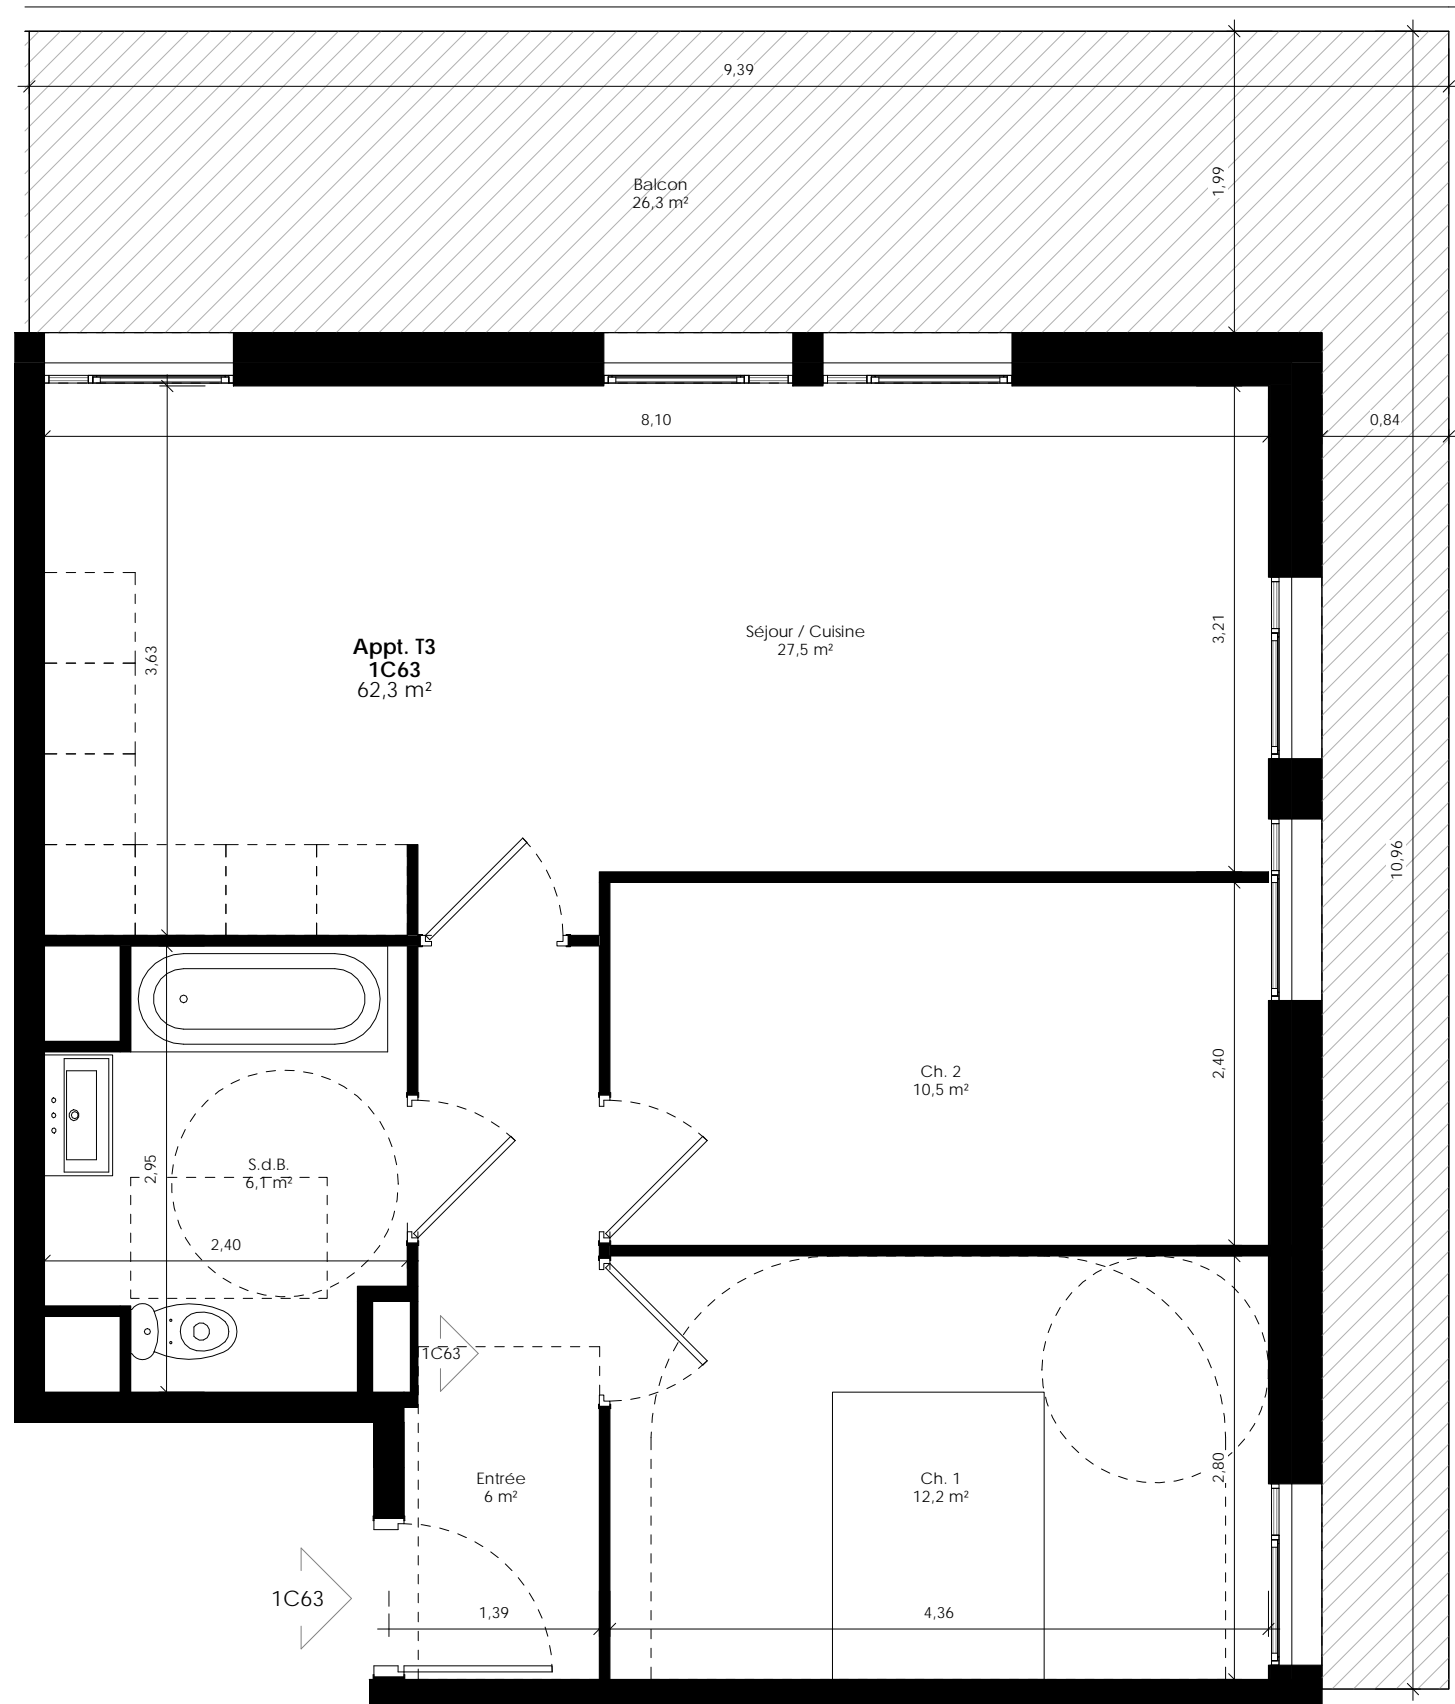 9,39
1,99
Balcon
26,3 m²
8,10
0,84
3,63
Appt. T3
1C63
62,3 m²
Séjour / Cuisine
27,5 m²
3,21
10,96
2,40
Ch. 2
10,5 m²
2,95
S.d.B.
6,1 m²
2,40
1C63
Entrée
6 m²
Ch. 1
12,2 m²
2,80
1C63
1,39
4,36